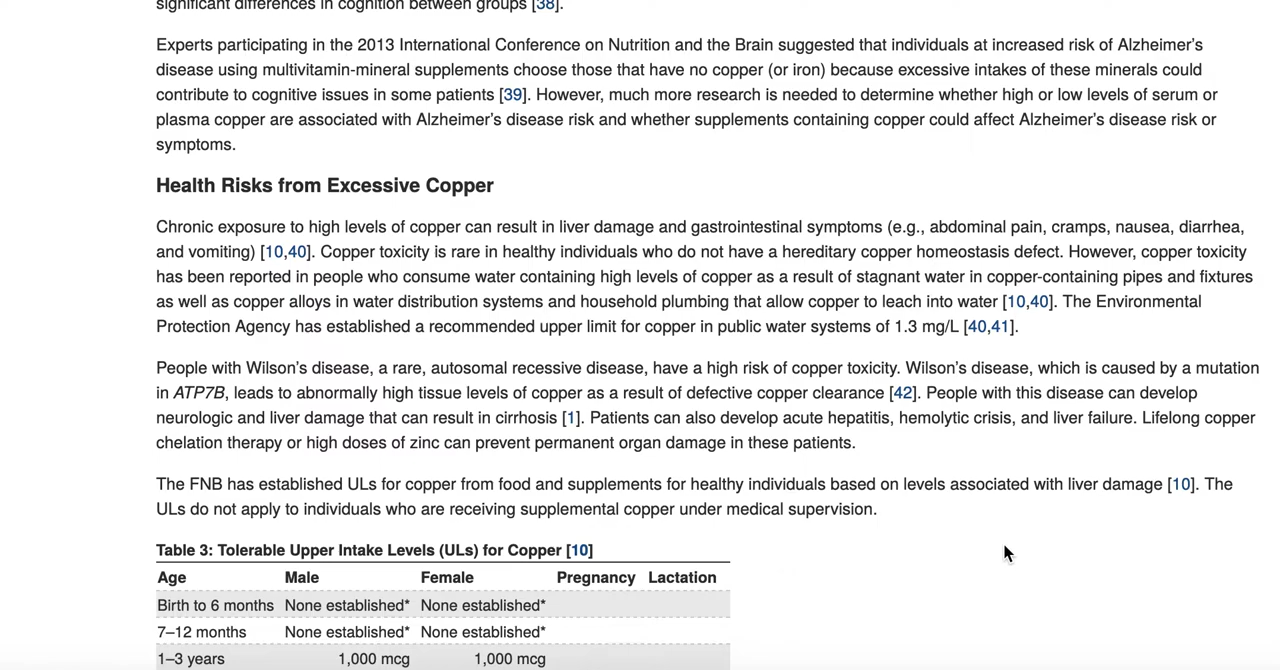 significant differences in cognition between groups [38].
Experts participating in the 2013 International Conference on Nutrition and the Brain suggested that individuals at increased risk of Alzheimer's
disease using multivitamin-mineral supplements choose those that have no copper (or iron) because excessive intakes of these minerals could
contribute to cognitive issues in some patients [39]. However, much more research is needed to determine whether high or low levels of serum or
plasma copper are associated with Alzheimer's disease risk and whether supplements containing copper could affect Alzheimer's disease risk or
symptoms.
Health Risks from Excessive Copper
Chronic exposure to high levels of copper can result in liver damage and gastrointestinal symptoms (e.g., abdominal pain, cramps, nausea, diarrhea,
and vomiting) [10,40]. Copper toxicity is rare in healthy individuals who do not have a hereditary copper homeostasis defect. However, copper toxicity
has been reported in people who consume water containing high levels of copper as a result of stagnant water in copper-containing pipes and fixtures
as well as copper alloys in water distribution systems and household plumbing that allow copper to leach into water [10,40]. The Environmental
Protection Agency has established a recommended upper limit for copper in public water systems of 1.3 mg/L [40,41].
People with Wilson's disease, a rare, autosomal recessive disease, have a high risk of copper toxicity. Wilson's disease, which is caused by a mutation
in ATP7B, leads to abnormally high tissue levels of copper as a result of defective copper clearance [42]. People with this disease can develop
neurologic and liver damage that can result in cirrhosis [1]. Patients can also develop acute hepatitis, hemolytic crisis, and liver failure. Lifelong copper
chelation therapy or high doses of zinc can prevent permanent organ damage in these patients.
The FNB has established ULs for copper from food and supplements for healthy individuals based on levels associated with liver damage [10]. The
ULs do not apply to individuals who are receiving supplemental copper under medical supervision.
Table 3: Tolerable Upper Intake Levels (ULs) for Copper [10]
Age Male Female Pregnancy Lactation
Birth to 6 months None established* None established*
7–12 months None established* None established*
1–3 years 1,000 mcg 1,000 mcg